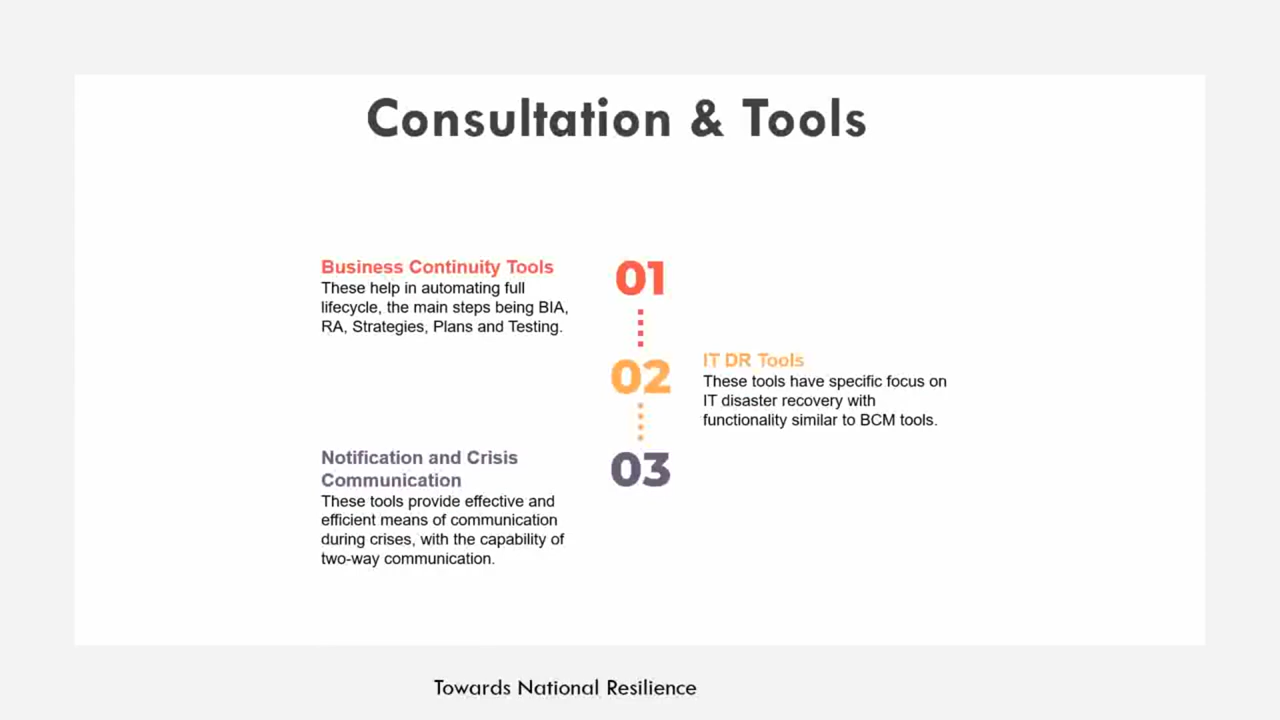 Consultation & Tools
Business Continuity Tools
These help in automating full
lifecycle, the main steps being BIA,
RA, Strategies, Plans and Testing.
01
02
IT DR Tools
These tools have specific focus on
IT disaster recovery with
functionality similar to BCM tools.
Notification and Crisis
Communication
These tools provide effective and
efficient means of communication
during crises, with the capability of
two-way communication.
03
Towards National Resilience